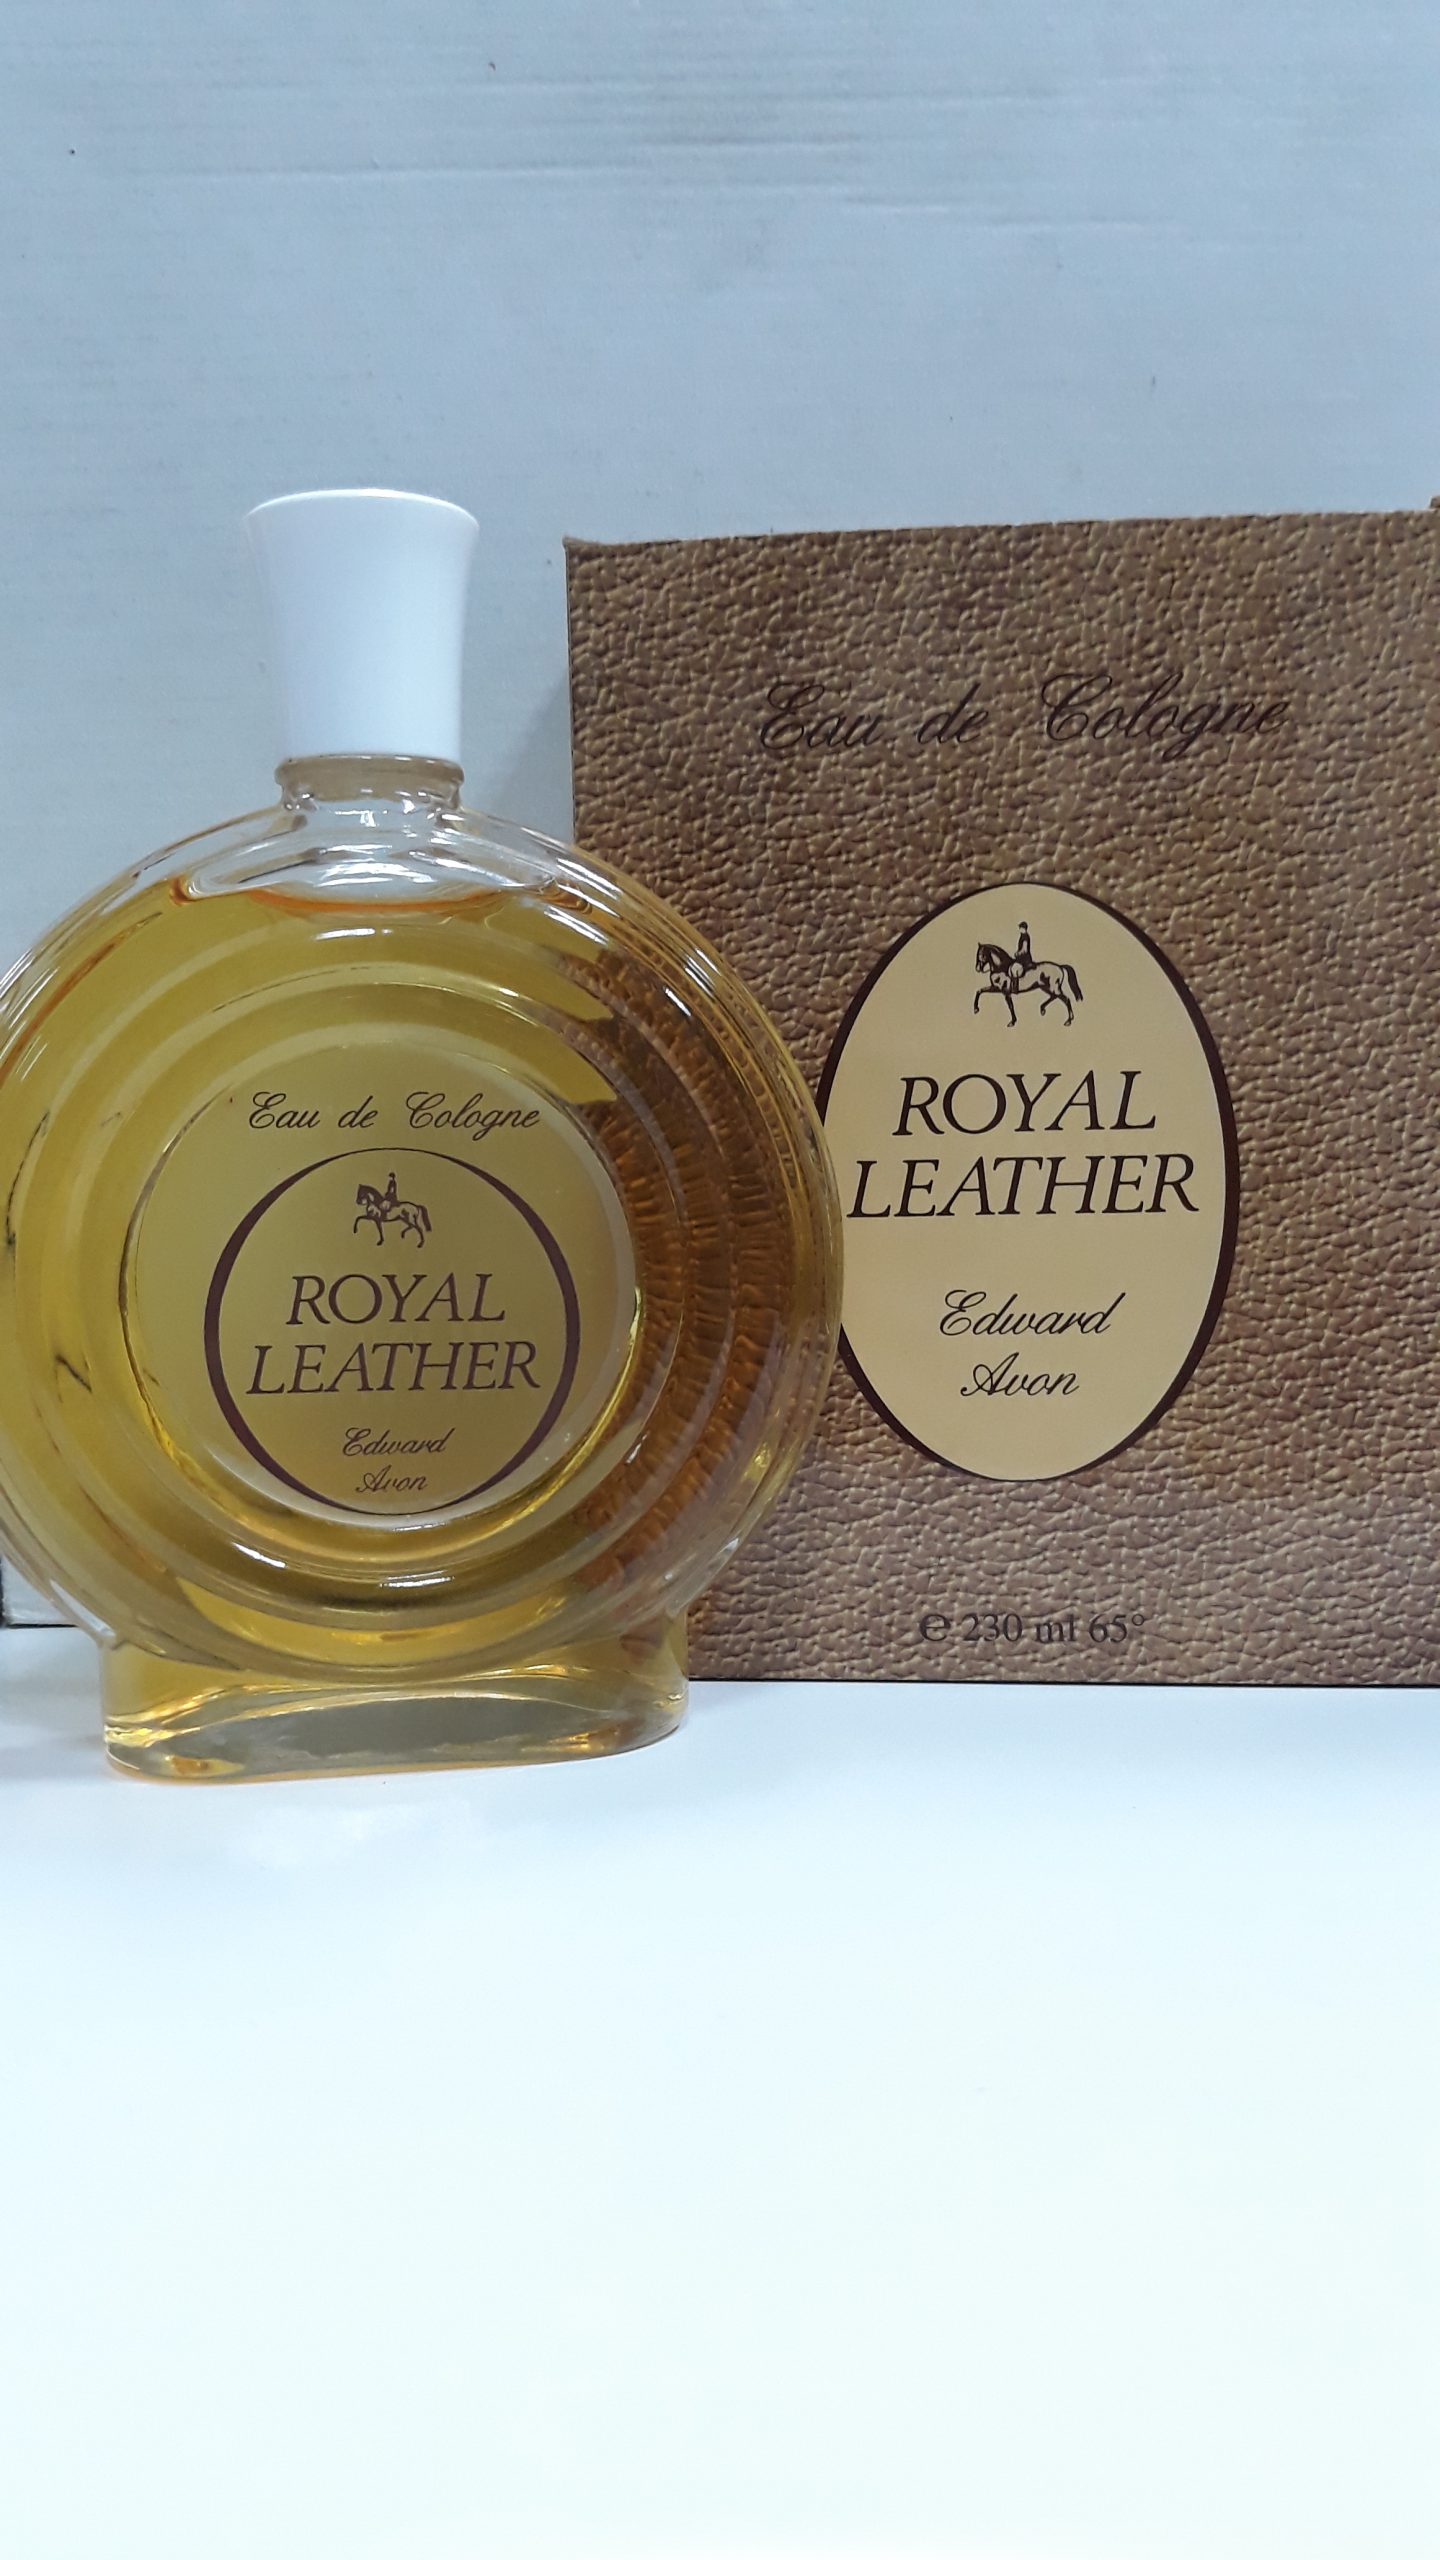 Eau de Cologne
ROYAL
LEATHER
Edward
Avon
Eau de Cologne
ROYAL
LEATHER
Edward
Avon
℮ 230 ml 65°